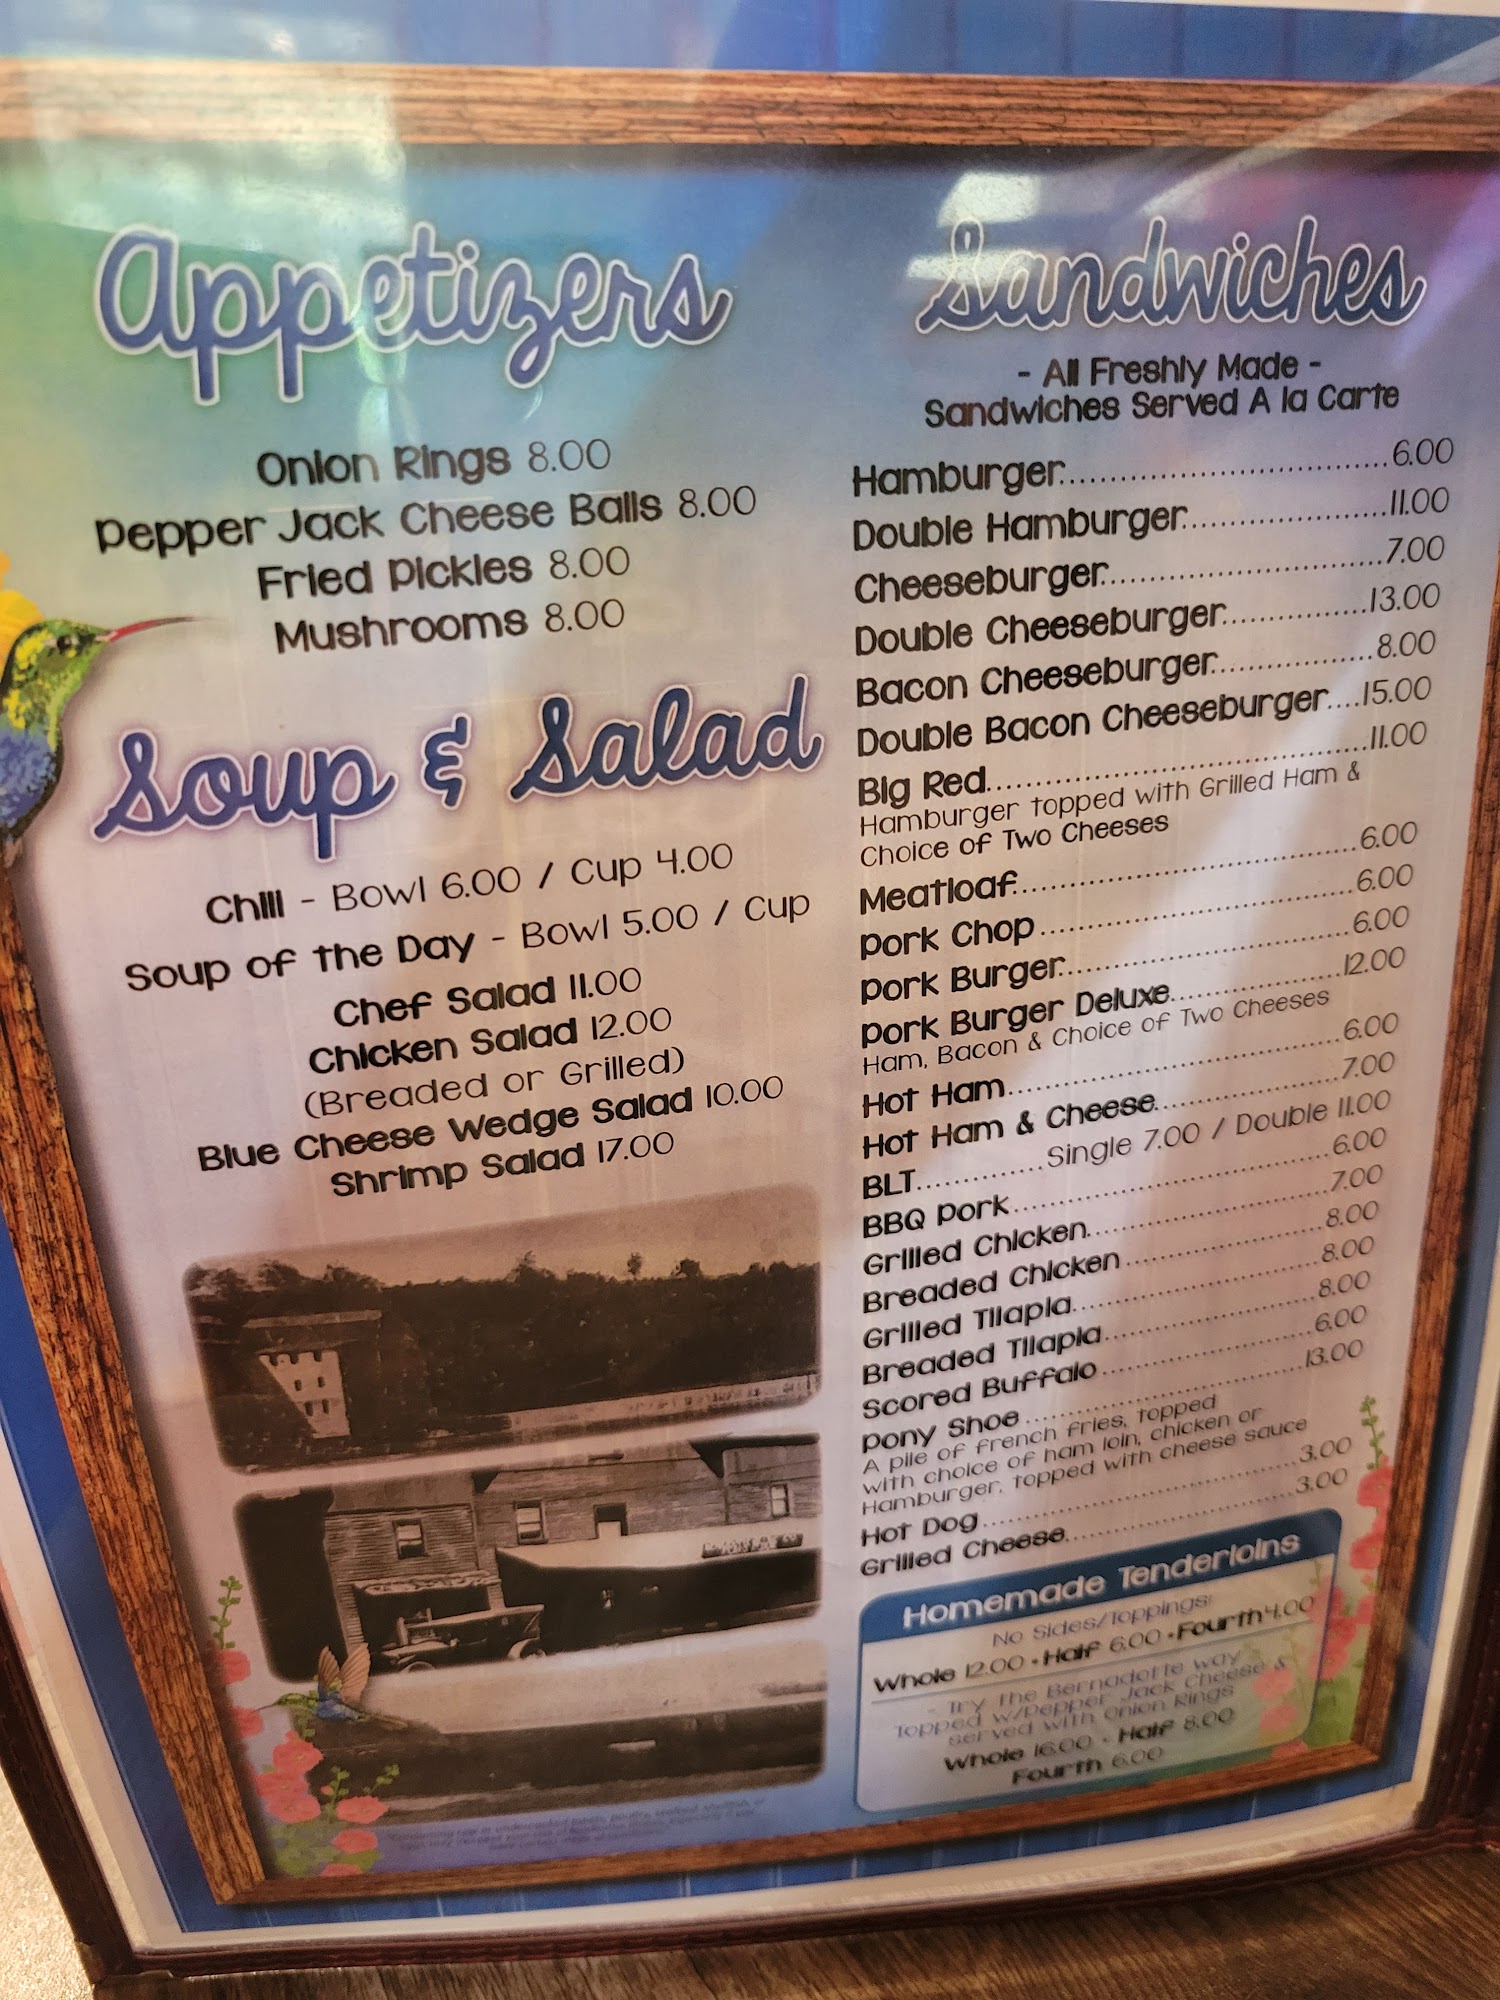 Appetizers
Onion Rings 8.00
Pepper Jack Cheese Balls 8.00
Fried Pickles 8.00
Mushrooms 8.00
Soup & Salad
Chili - Bowl 6.00 / Cup 4.00
Soup of the Day - Bowl 5.00 / Cup
Chef Salad 11.00
Chicken Salad 12.00
(Breaded or Grilled)
Blue Cheese Wedge Salad 10.00
Shrimp Salad 17.00
Sandwiches
- All Freshly Made -
Sandwiches Served A la Carte
Hamburger 6.00
Double Hamburger 11.00
Cheeseburger 7.00
Double Cheeseburger 13.00
Bacon Cheeseburger 8.00
Double Bacon Cheeseburger 15.00
Big Red 11.00
Hamburger topped with Grilled Ham &
Choice of Two Cheeses
Meatloaf 6.00
Pork Chop 6.00
Pork Burger 6.00
Pork Burger Deluxe 12.00
Ham, Bacon & Choice of Two Cheeses
Hot Ham 6.00
Hot Ham & Cheese 7.00
BLT Single 7.00 / Double 11.00
BBQ Pork 6.00
Grilled Chicken 7.00
Breaded Chicken 8.00
Grilled Tilapia 8.00
Breaded Tilapia 8.00
Scored Buffalo 6.00
Pony Shoe 13.00
A pile of french fries, topped
with choice of ham loin, chicken or
Hamburger, topped with cheese sauce
Hot Dog 3.00
Grilled Cheese 3.00
Homemade Tenderloins
No Sides/Toppings:
Whole 12.00 • Half 6.00 • Fourth 4.00
- Try The Bernadotte Way -
Topped w/Pepper Jack Cheese &
served with Onion Rings
Whole 16.00 - Half 8.00
Fourth 6.00